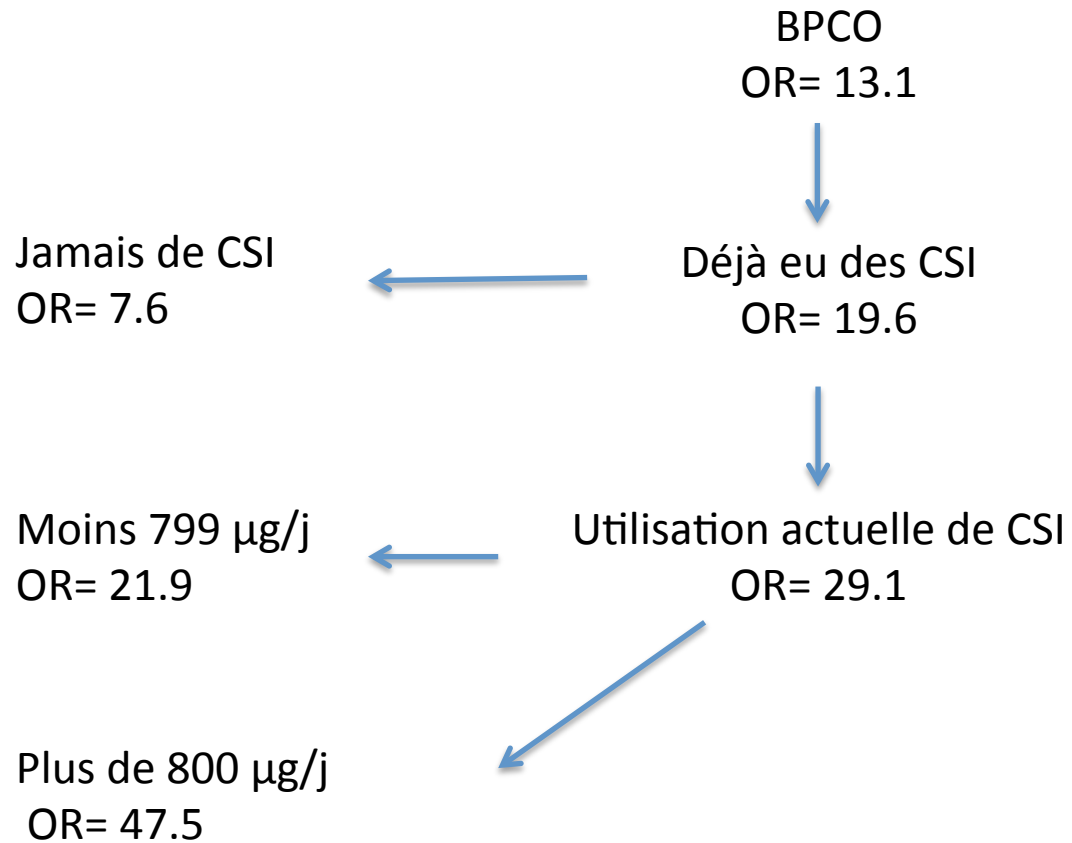 BPCO
OR= 13.1
Jamais de CSI
OR= 7.6
Déjà eu des CSI
OR= 19.6
Moins 799 µg/j
OR= 21.9
Utilisation actuelle de CSI
OR= 29.1
Plus de 800 µg/j
OR= 47.5